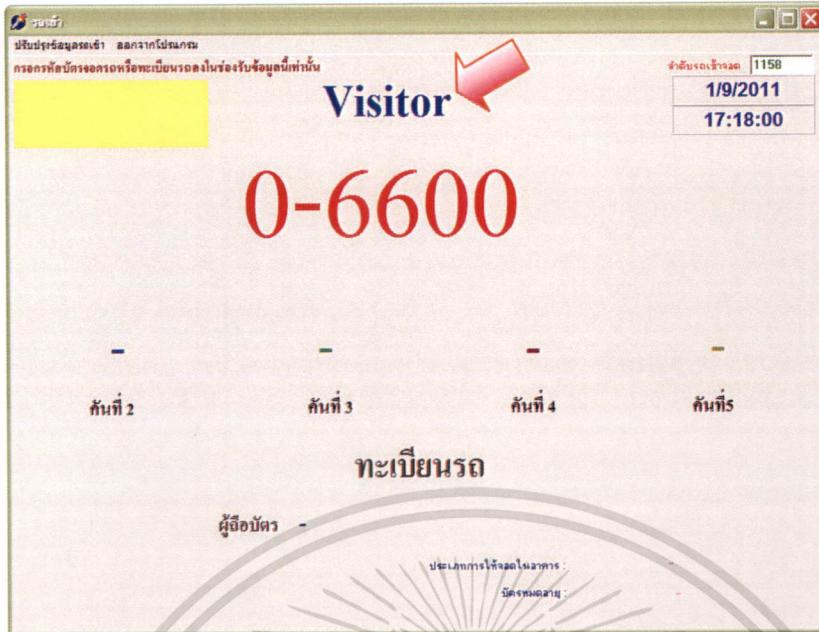 รถเข้า
ปรับปรุงข้อมูลรถเข้า ออกจากโปรแกรม
กรอกรหัสบัตรจอดรถหรือทะเบียนรถลงในช่องรับข้อมูลนี้เท่านั้น
ลำดับรถเข้าจอด 1158
Visitor
1/9/2011
17:18:00
0-6600
- - - -
คันที่ 2 คันที่ 3 คันที่ 4 คันที่5
ทะเบียนรถ
ผู้ถือบัตร -
ประเภทการให้จอดในอาคาร : -
บัตรหมดอายุ : -